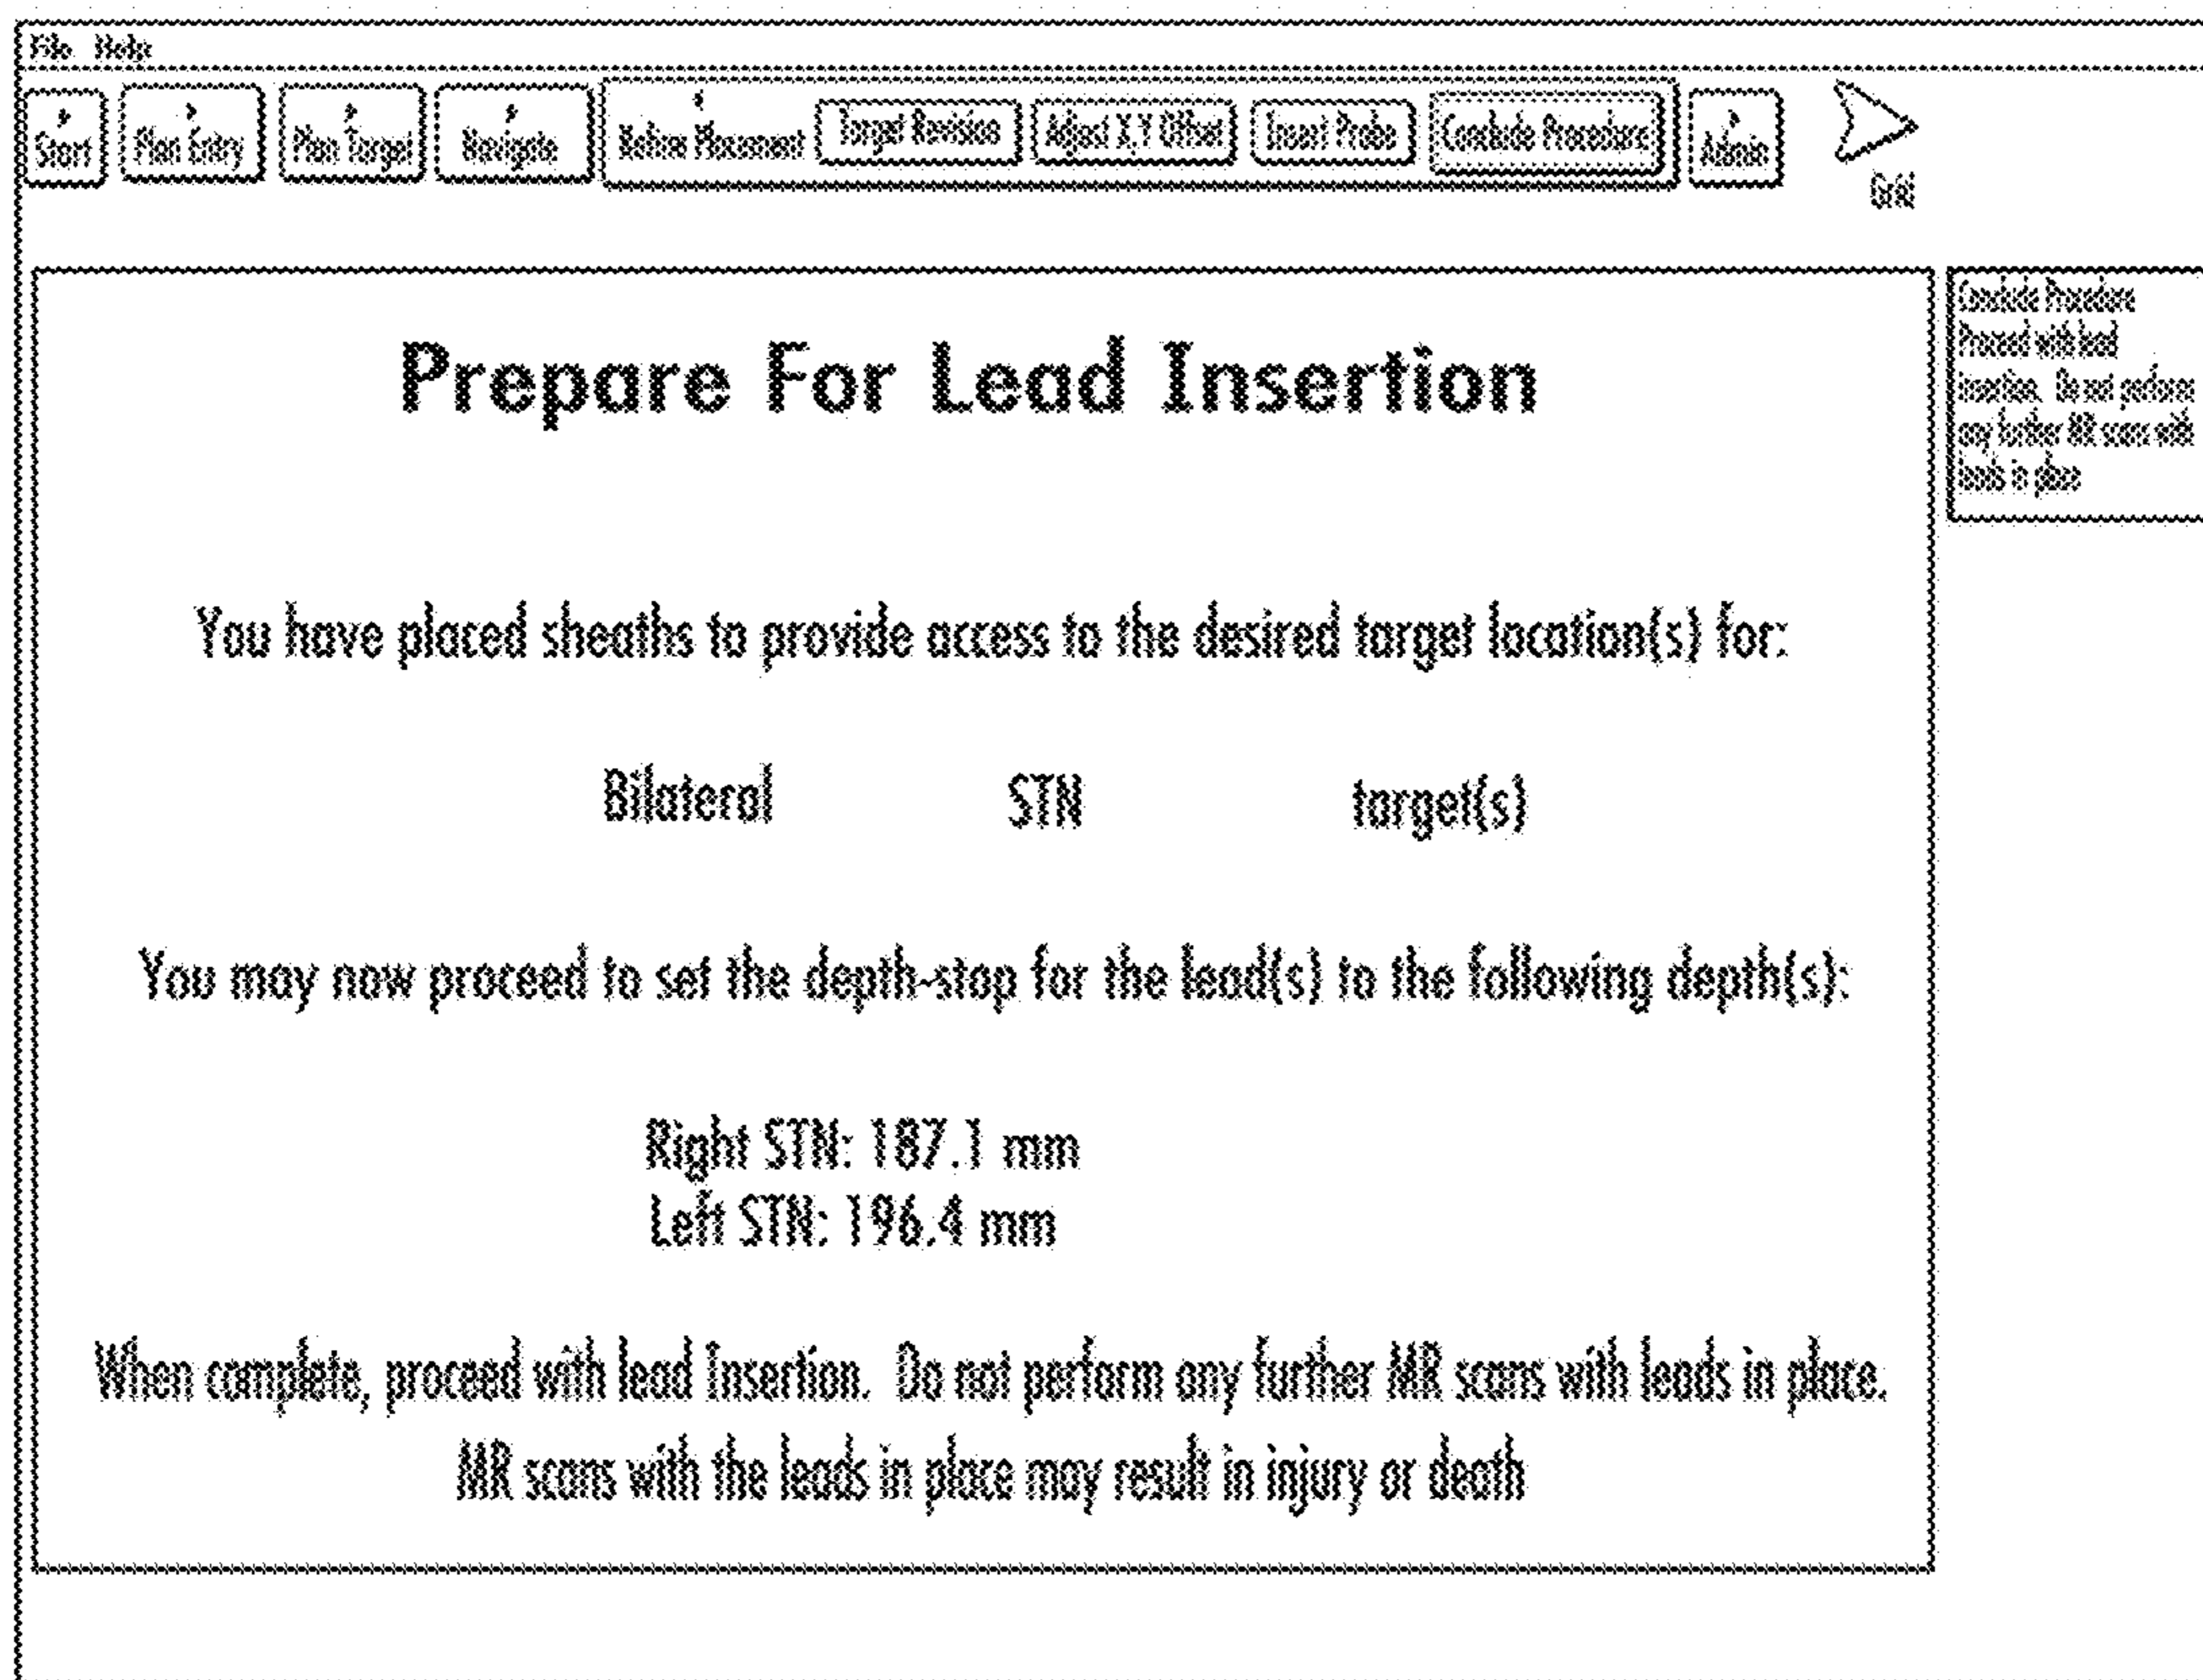 File Help
Start Plan Entry Plan Target Navigate Refine Placement Target Revision Adjust X,Y Offset Insert Probe Conclude Procedure Admin
Prepare For Lead Insertion
Conclude Procedure
Proceed with lead
insertion. Do not perform
any further MR scans with
leads in place
You have placed sheaths to provide access to the desired target location(s) for:
Bilateral STN target(s)
You may now proceed to set the depth-stop for the lead(s) to the following depth(s):
Right STN: 187.1 mm
Left STN: 196.4 mm
When complete, proceed with lead Insertion. Do not perform any further MR scans with leads in place.
MR scans with the leads in place may result in injury or death